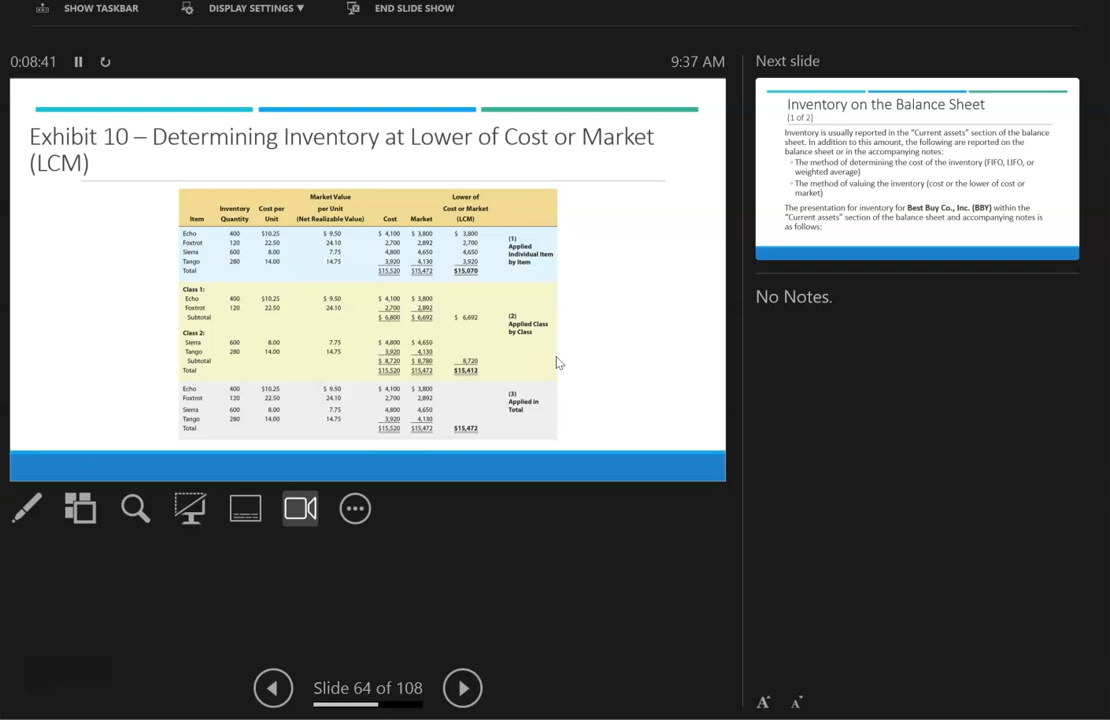 SHOW TASKBAR DISPLAY SETTINGS ▼ END SLIDE SHOW
0:08:41 9:37 AM
Exhibit 10 – Determining Inventory at Lower of Cost or Market
(LCM)
Market Value Lower of
Inventory Cost per per Unit Cost or Market
Item Quantity Unit (Net Realizable Value) Cost Market (LCM)
Echo 400 $10.25 $ 9.50 $ 4,100 $ 3,800 $ 3,800
Foxtrot 120 22.50 24.10 2,700 2,892 2,700
Sierra 600 8.00 7.75 4,800 4,650 4,650
Tango 280 14.00 14.75 3,920 4,130 3,920
Total $15,520 $15,472 $15,070
(1)
Applied
Individual Item
by Item
Class 1:
Echo 400 $10.25 $ 9.50 $ 4,100 $ 3,800
Foxtrot 120 22.50 24.10 2,700 2,892
Subtotal $ 6,800 $ 6,692 $ 6,692
Class 2:
Sierra 600 8.00 7.75 $ 4,800 $ 4,650
Tango 280 14.00 14.75 3,920 4,130
Subtotal $ 8,720 $ 8,780 8,720
Total $15,520 $15,472 $15,412
(2)
Applied Class
by Class
Echo 400 $10.25 $ 9.50 $ 4,100 $ 3,800
Foxtrot 120 22.50 24.10 2,700 2,892
Sierra 600 8.00 7.75 4,800 4,650
Tango 280 14.00 14.75 3,920 4,130
Total $15,520 $15,472 $15,472
(3)
Applied in
Total
Slide 64 of 108
Next slide
Inventory on the Balance Sheet
(1 of 2)
Inventory is usually reported in the “Current assets” section of the balance
sheet. In addition to this amount, the following are reported on the
balance sheet or in the accompanying notes:
◦ The method of determining the cost of the inventory (FIFO, LIFO, or
weighted average)
◦ The method of valuing the inventory (cost or the lower of cost or
market)
The presentation for inventory for Best Buy Co., Inc. (BBY) within the
“Current assets” section of the balance sheet and accompanying notes is
as follows:
No Notes.
A A